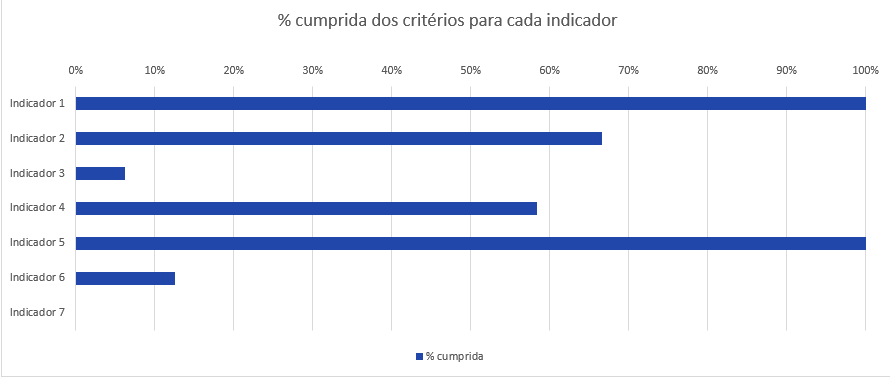 % cumprida dos critérios para cada indicador
0% 10% 20% 30% 40% 50% 60% 70% 80% 90% 100%
Indicador 1
Indicador 2
Indicador 3
Indicador 4
Indicador 5
Indicador 6
Indicador 7
% cumprida